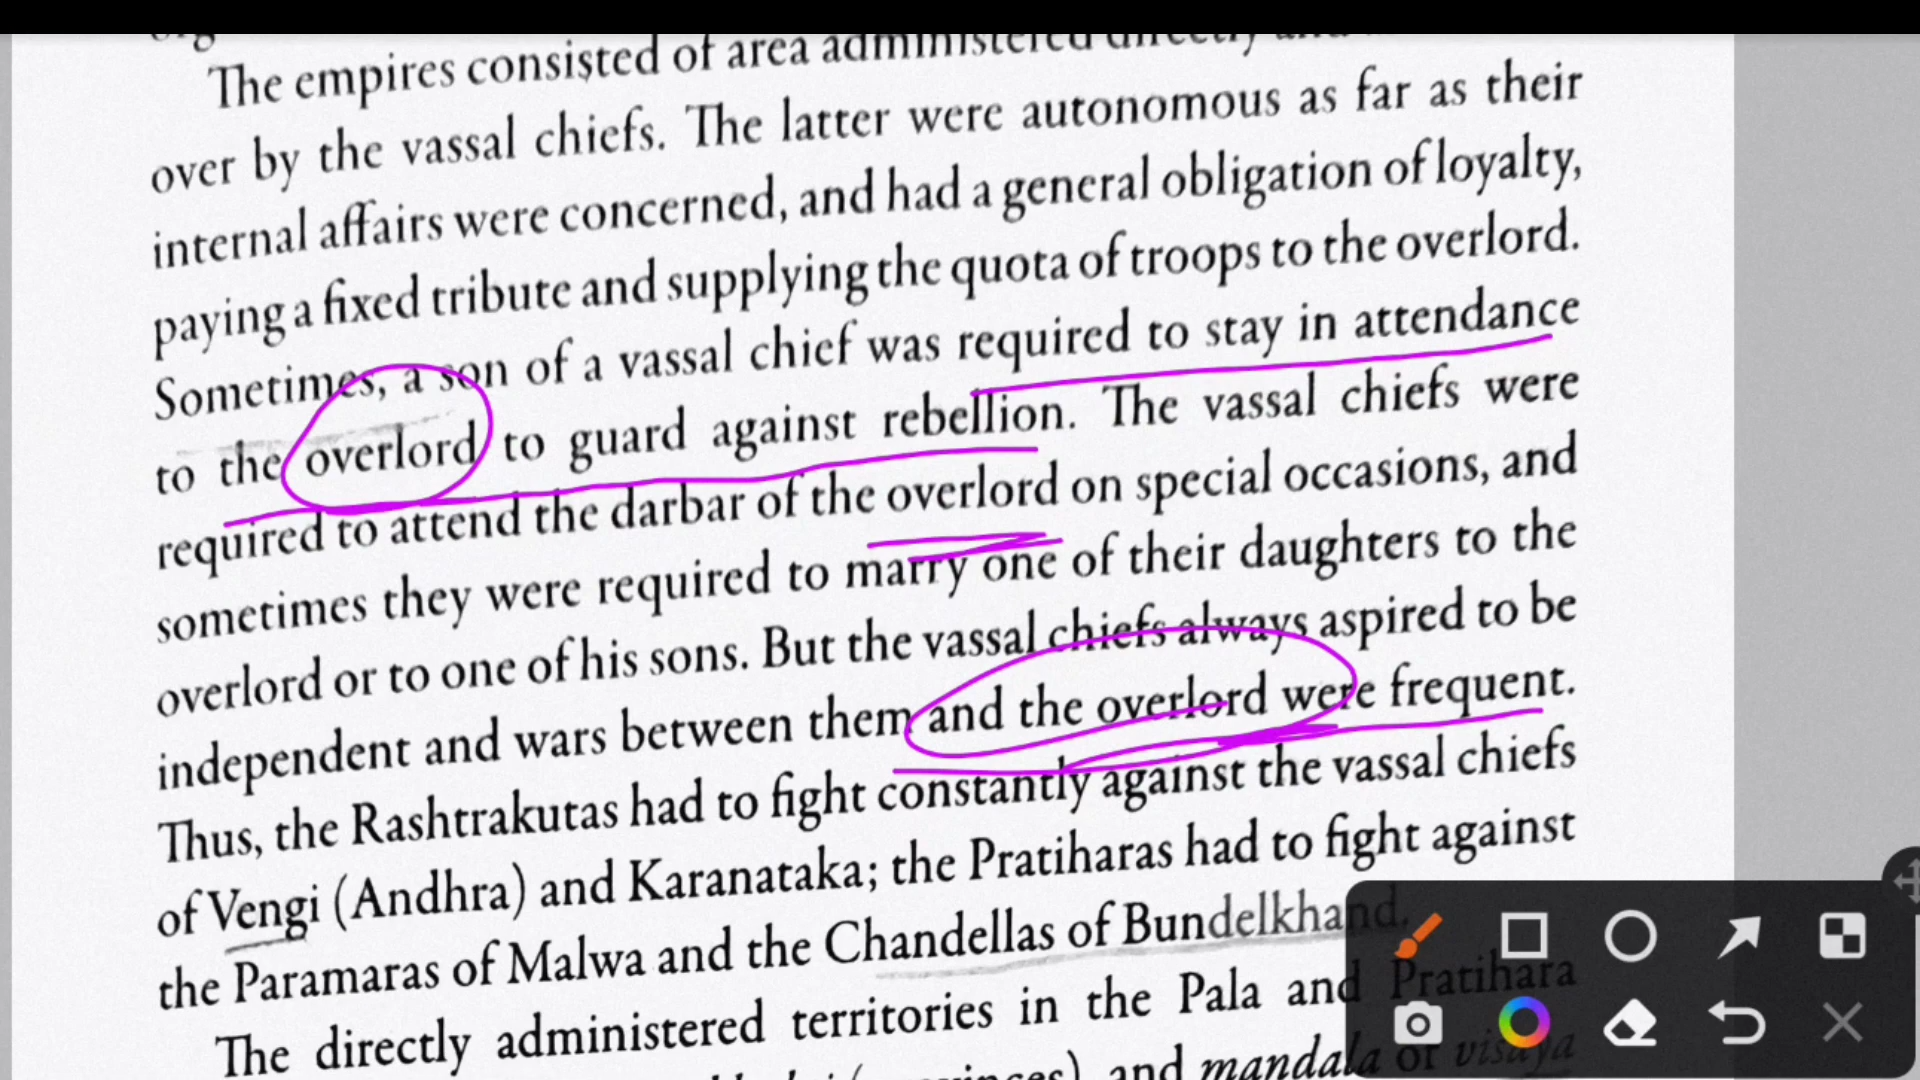 The empires consisted of area administered directly and
over by the vassal chiefs. The latter were autonomous as far as their
internal affairs were concerned, and had a general obligation of loyalty,
paying a fixed tribute and supplying the quota of troops to the overlord.
Sometimes, a son of a vassal chief was required to stay in attendance
to the overlord to guard against rebellion. The vassal chiefs were
required to attend the darbar of the overlord on special occasions, and
sometimes they were required to marry one of their daughters to the
overlord or to one of his sons. But the vassal chiefs always aspired to be
independent and wars between them and the overlord were frequent.
Thus, the Rashtrakutas had to fight constantly against the vassal chiefs
of Vengi (Andhra) and Karanataka; the Pratiharas had to fight against
the Paramaras of Malwa and the Chandellas of Bundelkhand.
The directly administered territories in the Pala and Pratihara
and mandala or visaya